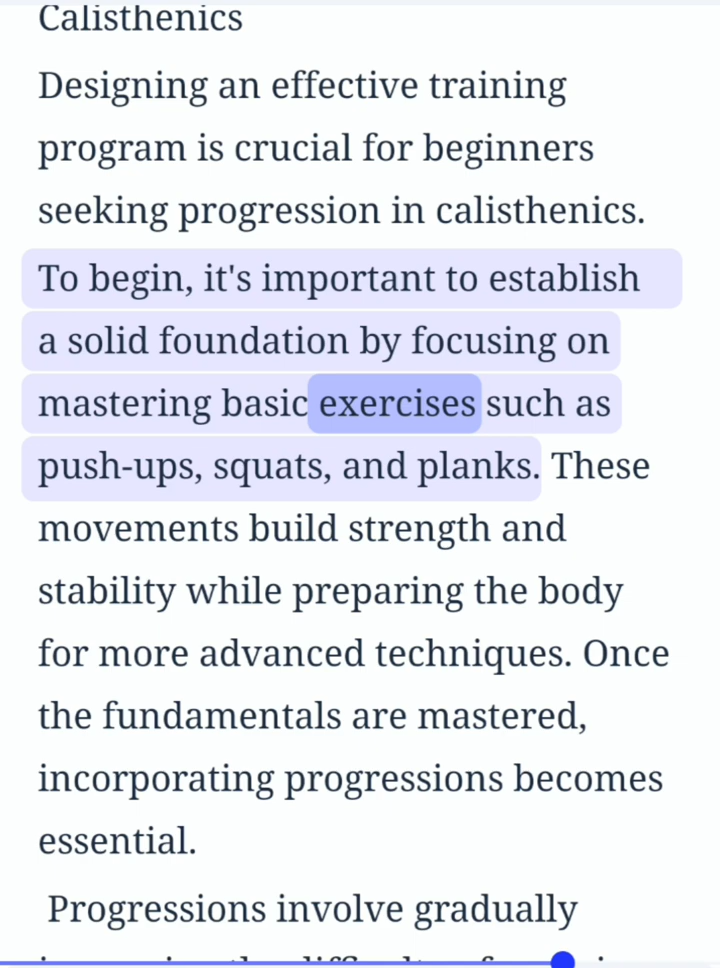 Calisthenics
Designing an effective training
program is crucial for beginners
seeking progression in calisthenics.
To begin, it's important to establish
a solid foundation by focusing on
mastering basic exercises such as
push-ups, squats, and planks. These
movements build strength and
stability while preparing the body
for more advanced techniques. Once
the fundamentals are mastered,
incorporating progressions becomes
essential.
Progressions involve gradually